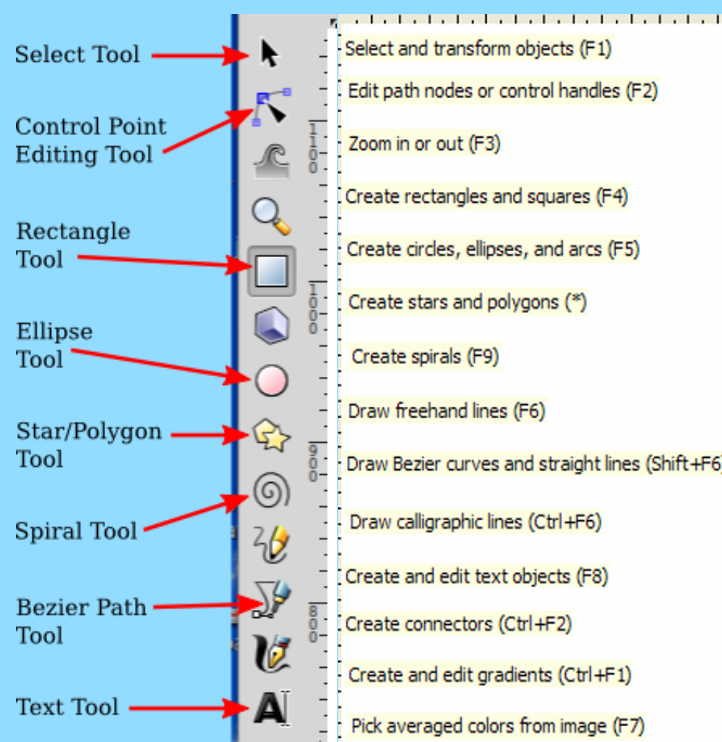 Select Tool
Control Point
Editing Tool
Rectangle
Tool
Ellipse
Tool
Star/Polygon
Tool
Spiral Tool
Bezier Path
Tool
Text Tool
1100
1000
900
800
A
Select and transform objects (F1)
Edit path nodes or control handles (F2)
Zoom in or out (F3)
Create rectangles and squares (F4)
Create circles, ellipses, and arcs (F5)
Create stars and polygons (*)
Create spirals (F9)
Draw freehand lines (F6)
Draw Bezier curves and straight lines (Shift+F6
Draw calligraphic lines (Ctrl+F6)
Create and edit text objects (F8)
Create connectors (Ctrl+F2)
Create and edit gradients (Ctrl+F1)
Pick averaged colors from image (F7)